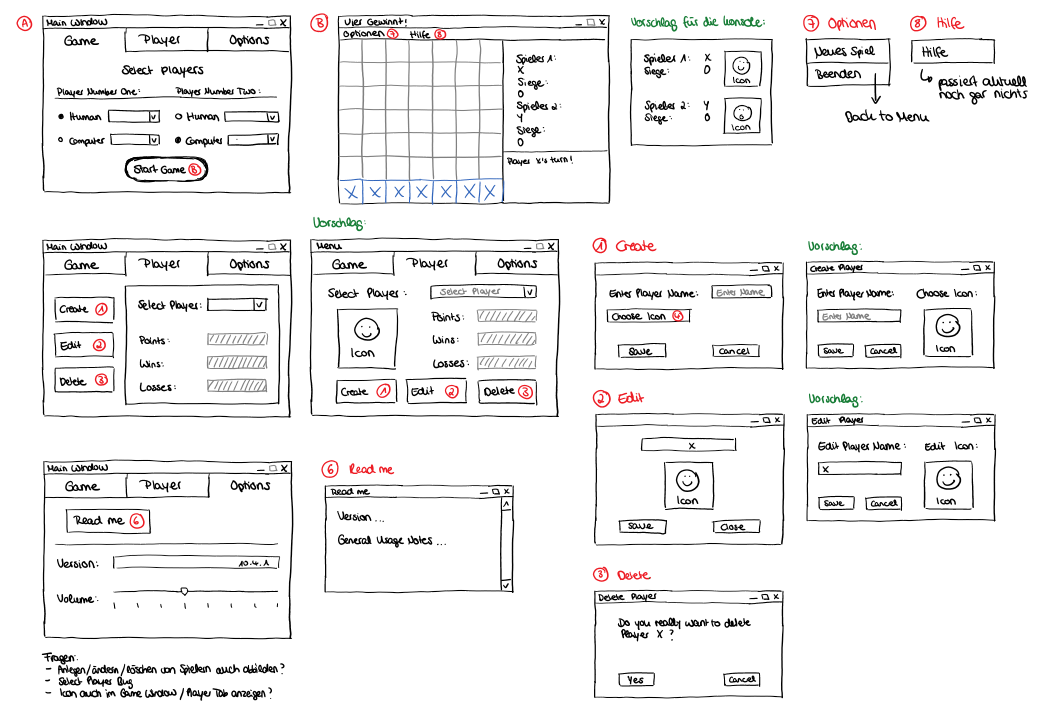 A
Main Window
Game
Player
Options
Select Players
Player Number One:
Player Number Two:
Human
Human
Computer
Computer
Start Game B
B
Vier Gewinnt!
Optionen 7 Hilfe 8
X X X X X X X
Spieler 1:
X
Siege:
0
Spieler 2:
Y
Siege:
0
Player X's turn!
Vorschlag für die Konsole:
Spieler 1: X
Siege: 0
Icon
Spieler 2: Y
Siege: 0
Icon
7 Optionen
Neues Spiel
Beenden
Back to Menu
8 Hilfe
Hilfe
passiert aktuell
noch gar nichts
Main Window
Game
Player
Options
Create 1
Edit 2
Delete 3
Select Player:
Points:
Wins:
Losses:
Vorschlag:
Menu
Game
Player
Options
Select Player:
Select Player
Icon
Points:
Wins:
Losses:
Create 1
Edit 2
Delete 3
1 Create
Enter Player Name:
Enter Name
Choose Icon 4
Save
Cancel
Vorschlag:
Create Player
Enter Player Name:
Choose Icon:
Enter Name
Icon
Save
Cancel
2 Edit
X
Icon
Save
Close
Vorschlag:
Edit Player
Edit Player Name:
Edit Icon:
X
Icon
Save
Cancel
Main Window
Game
Player
Options
Read me 6
Version:
10.4.1
Volume:
6 Read me
Read me
Version ...
General Usage Notes ...
3 Delete
Delete Player
Do you really want to delete
Player X ?
Yes
Cancel
Fragen:
- Anlegen/ändern/löschen von Spielern auch abbilden?
- Select Player Bug
- Icon auch im Game Window / Player Tab anzeigen?